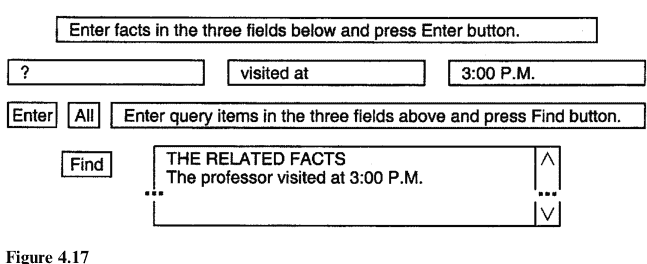 Enter facts in the three fields below and press Enter button.
? visited at 3:00 P.M.
Enter All Enter query items in the three fields above and press Find button.
Find THE RELATED FACTS
The professor visited at 3:00 P.M.
Figure 4.17